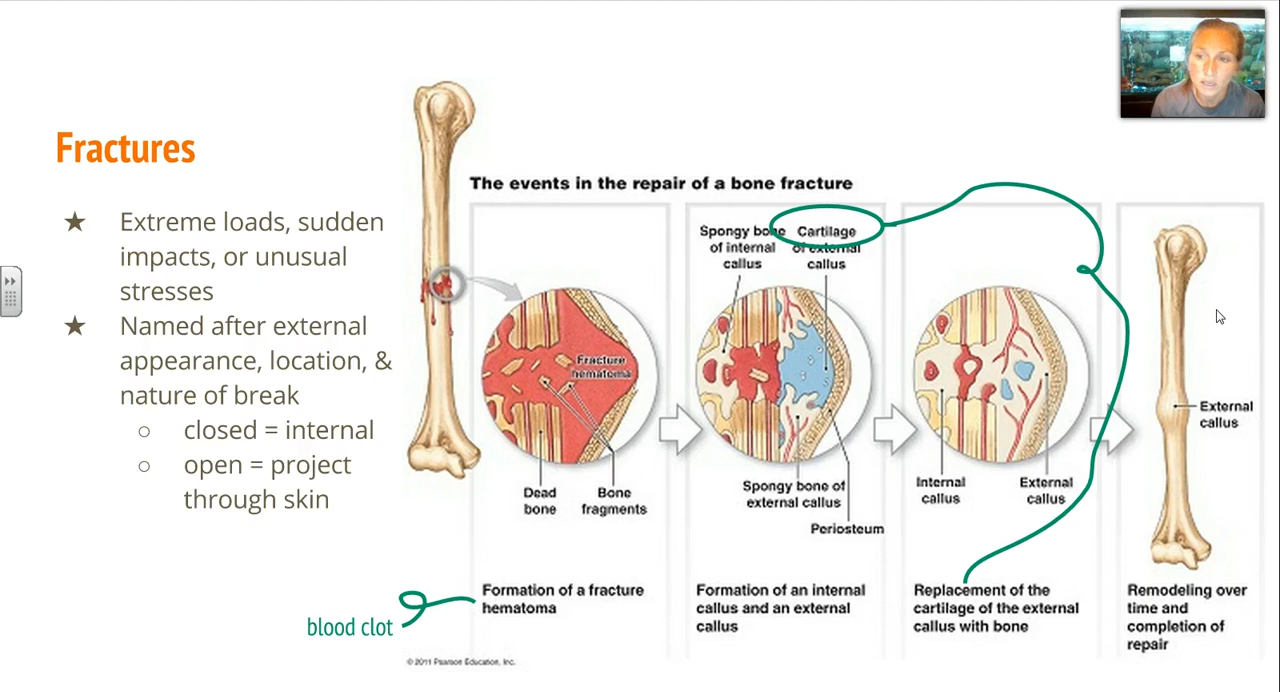 Fractures
★ Extreme loads, sudden
impacts, or unusual
stresses
★ Named after external
appearance, location, &
nature of break
○ closed = internal
○ open = project
through skin
The events in the repair of a bone fracture
Fracture
hematoma
Dead
bone
Bone
fragments
Formation of a fracture
hematoma
blood clot
Spongy bone
of internal
callus
Cartilage
of external
callus
Spongy bone of
external callus
Periosteum
Formation of an internal
callus and an external
callus
Internal
callus
External
callus
Replacement of the
cartilage of the external
callus with bone
External
callus
Remodeling over
time and
completion of
repair
© 2011 Pearson Education, Inc.